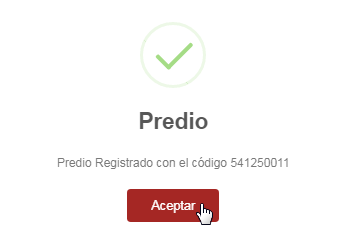 Predio
Predio Registrado con el código 541250011
Aceptar